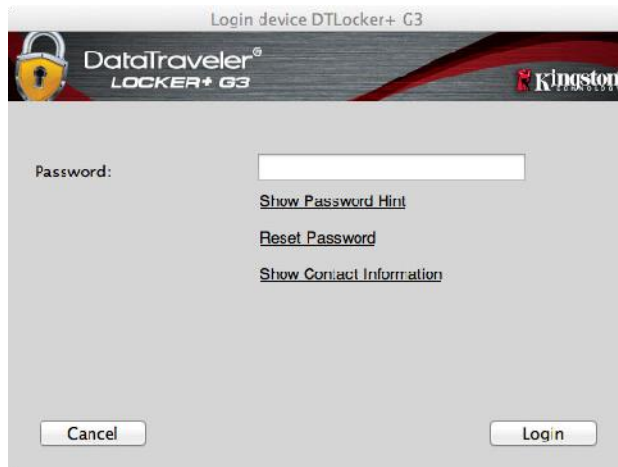 Login device DTLocker+ G3
DataTraveler®
LOCKER+ G3
Kingston
TECHNOLOGY
Password:
Show Password Hint
Reset Password
Show Contact Information
Cancel
Login